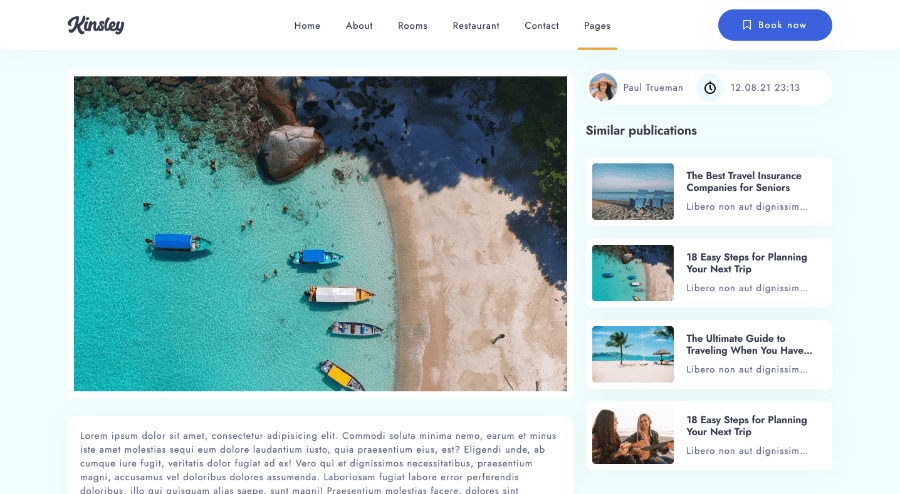 Kinsley
Home About Rooms Restaurant Contact Pages
Book now
Paul Trueman
12.08.21 23:13
Similar publications
The Best Travel Insurance
Companies for Seniors
Libero non aut dignissim...
18 Easy Steps for Planning
Your Next Trip
Libero non aut dignissim...
The Ultimate Guide to
Traveling When You Have...
Libero non aut dignissim...
18 Easy Steps for Planning
Your Next Trip
Libero non aut dignissim...
Lorem ipsum dolor sit amet, consectetur adipisicing elit. Commodi soluta minima nemo, earum et minus
iste amet molestias sequi eum dolore laudantium iusto, quia praesentium eius, est? Eligendi unde, ab
cumque iure fugit, veritatis dolor fugiat ad ex! Vero qui et dignissimos necessitatibus, praesentium
magni, accusamus vel doloribus dolores assumenda. Laboriosam fugiat labore error perferendis
doloribus, illo qui quisquam alias saepe, sunt magni! Praesentium molestias facere, dolores sint